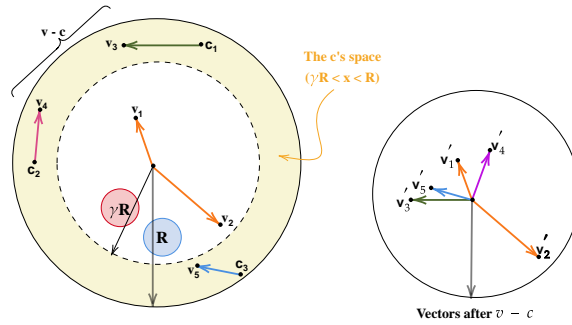 v - c
v₃
c₁
The c's space
(γR < x < R)
v₄
v₁
c₂
γR
R
v₂
v₅
c₃
v₁′
v₄′
v₅′
v₃′
v₂′
Vectors after v − c